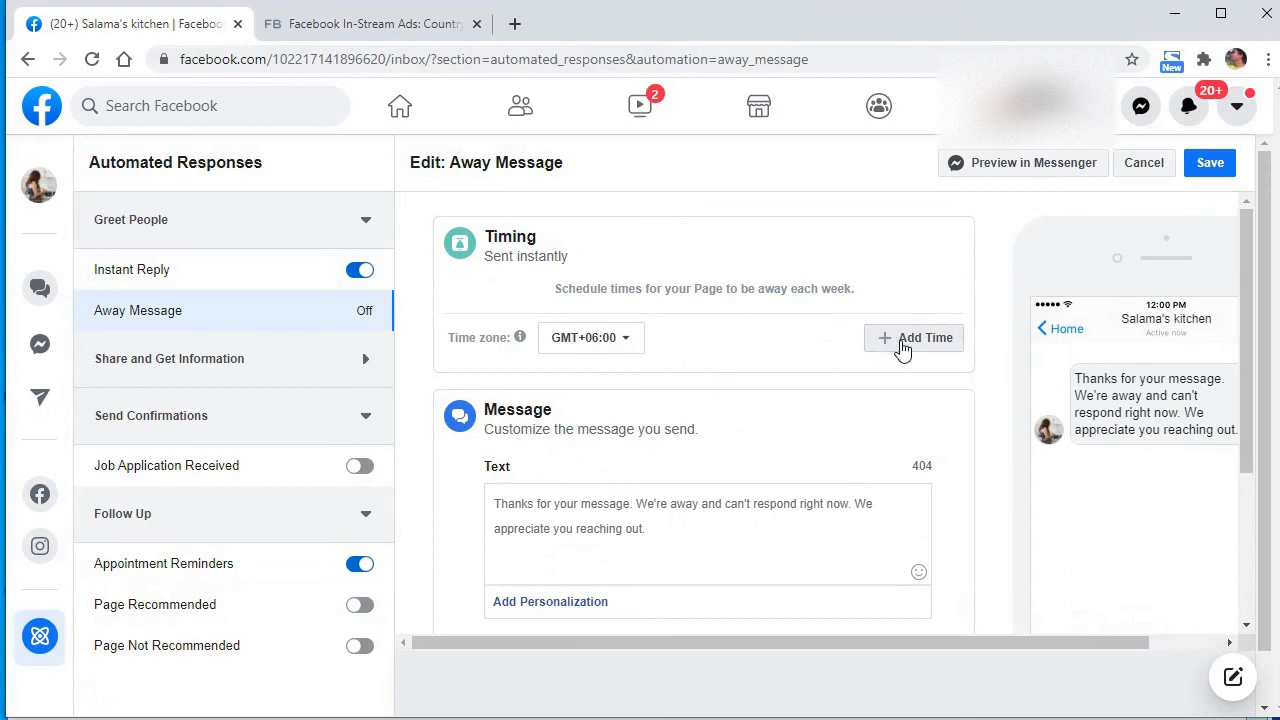 (20+) Salama's kitchen | Faceboo
FB Facebook In-Stream Ads: Country
facebook.com/102217141896620/inbox/?section=automated_responses&automation=away_message
New
Search Facebook
2
20+
Automated Responses
Edit: Away Message
Preview in Messenger
Cancel
Save
Greet People
Instant Reply
Away Message Off
Share and Get Information
Send Confirmations
Job Application Received
Follow Up
Appointment Reminders
Page Recommended
Page Not Recommended
Timing
Sent instantly
Schedule times for your Page to be away each week.
Time zone: GMT+06:00
Add Time
Message
Customize the message you send.
Text 404
Thanks for your message. We're away and can't respond right now. We
appreciate you reaching out.
Add Personalization
12:00 PM
Home
Salama's kitchen
Active now
Thanks for your message.
We're away and can't
respond right now. We
appreciate you reaching out.